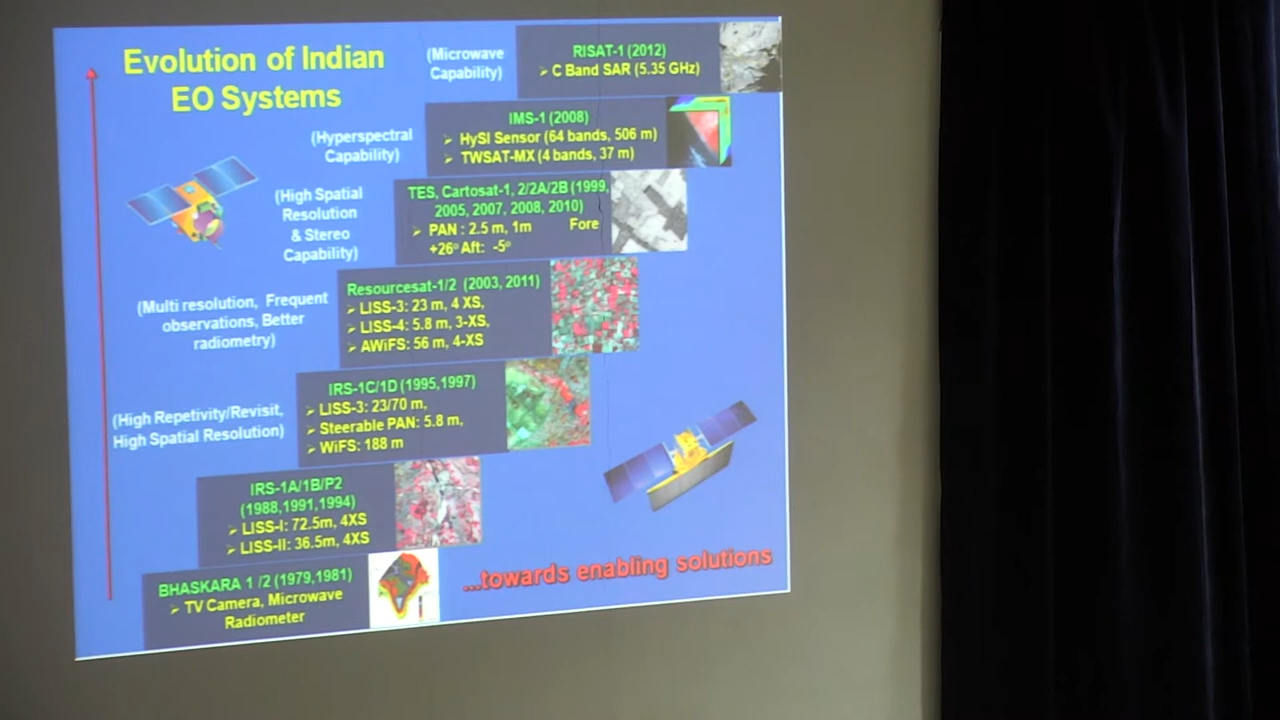 Evolution of Indian
EO Systems
(Microwave
Capability)
RISAT-1 (2012)
➢ C Band SAR (5.35 GHz)
(Hyperspectral
Capability)
IMS-1 (2008)
➢ HySI Sensor (64 bands, 506 m)
➢ TWSAT-MX (4 bands, 37 m)
(High Spatial
Resolution
& Stereo
Capability)
TES, Cartosat-1, 2/2A/2B (1999,
2005, 2007, 2008, 2010)
➢ PAN : 2.5 m, 1m Fore
+26° Aft: -5°
(Multi resolution, Frequent
observations, Better
radiometry)
Resourcesat-1/2 (2003, 2011)
➢ LISS-3: 23 m, 4 XS,
➢ LISS-4: 5.8 m, 3-XS,
➢ AWiFS: 56 m, 4-XS
(High Repetivity/Revisit,
High Spatial Resolution)
IRS-1C/1D (1995,1997)
➢ LISS-3: 23/70 m,
➢ Steerable PAN: 5.8 m,
➢ WiFS: 188 m
IRS-1A/1B/P2
(1988,1991,1994)
➢ LISS-I: 72.5m, 4XS
➢ LISS-II: 36.5m, 4XS
BHASKARA 1 /2 (1979,1981)
➢ TV Camera, Microwave
Radiometer
...towards enabling solutions